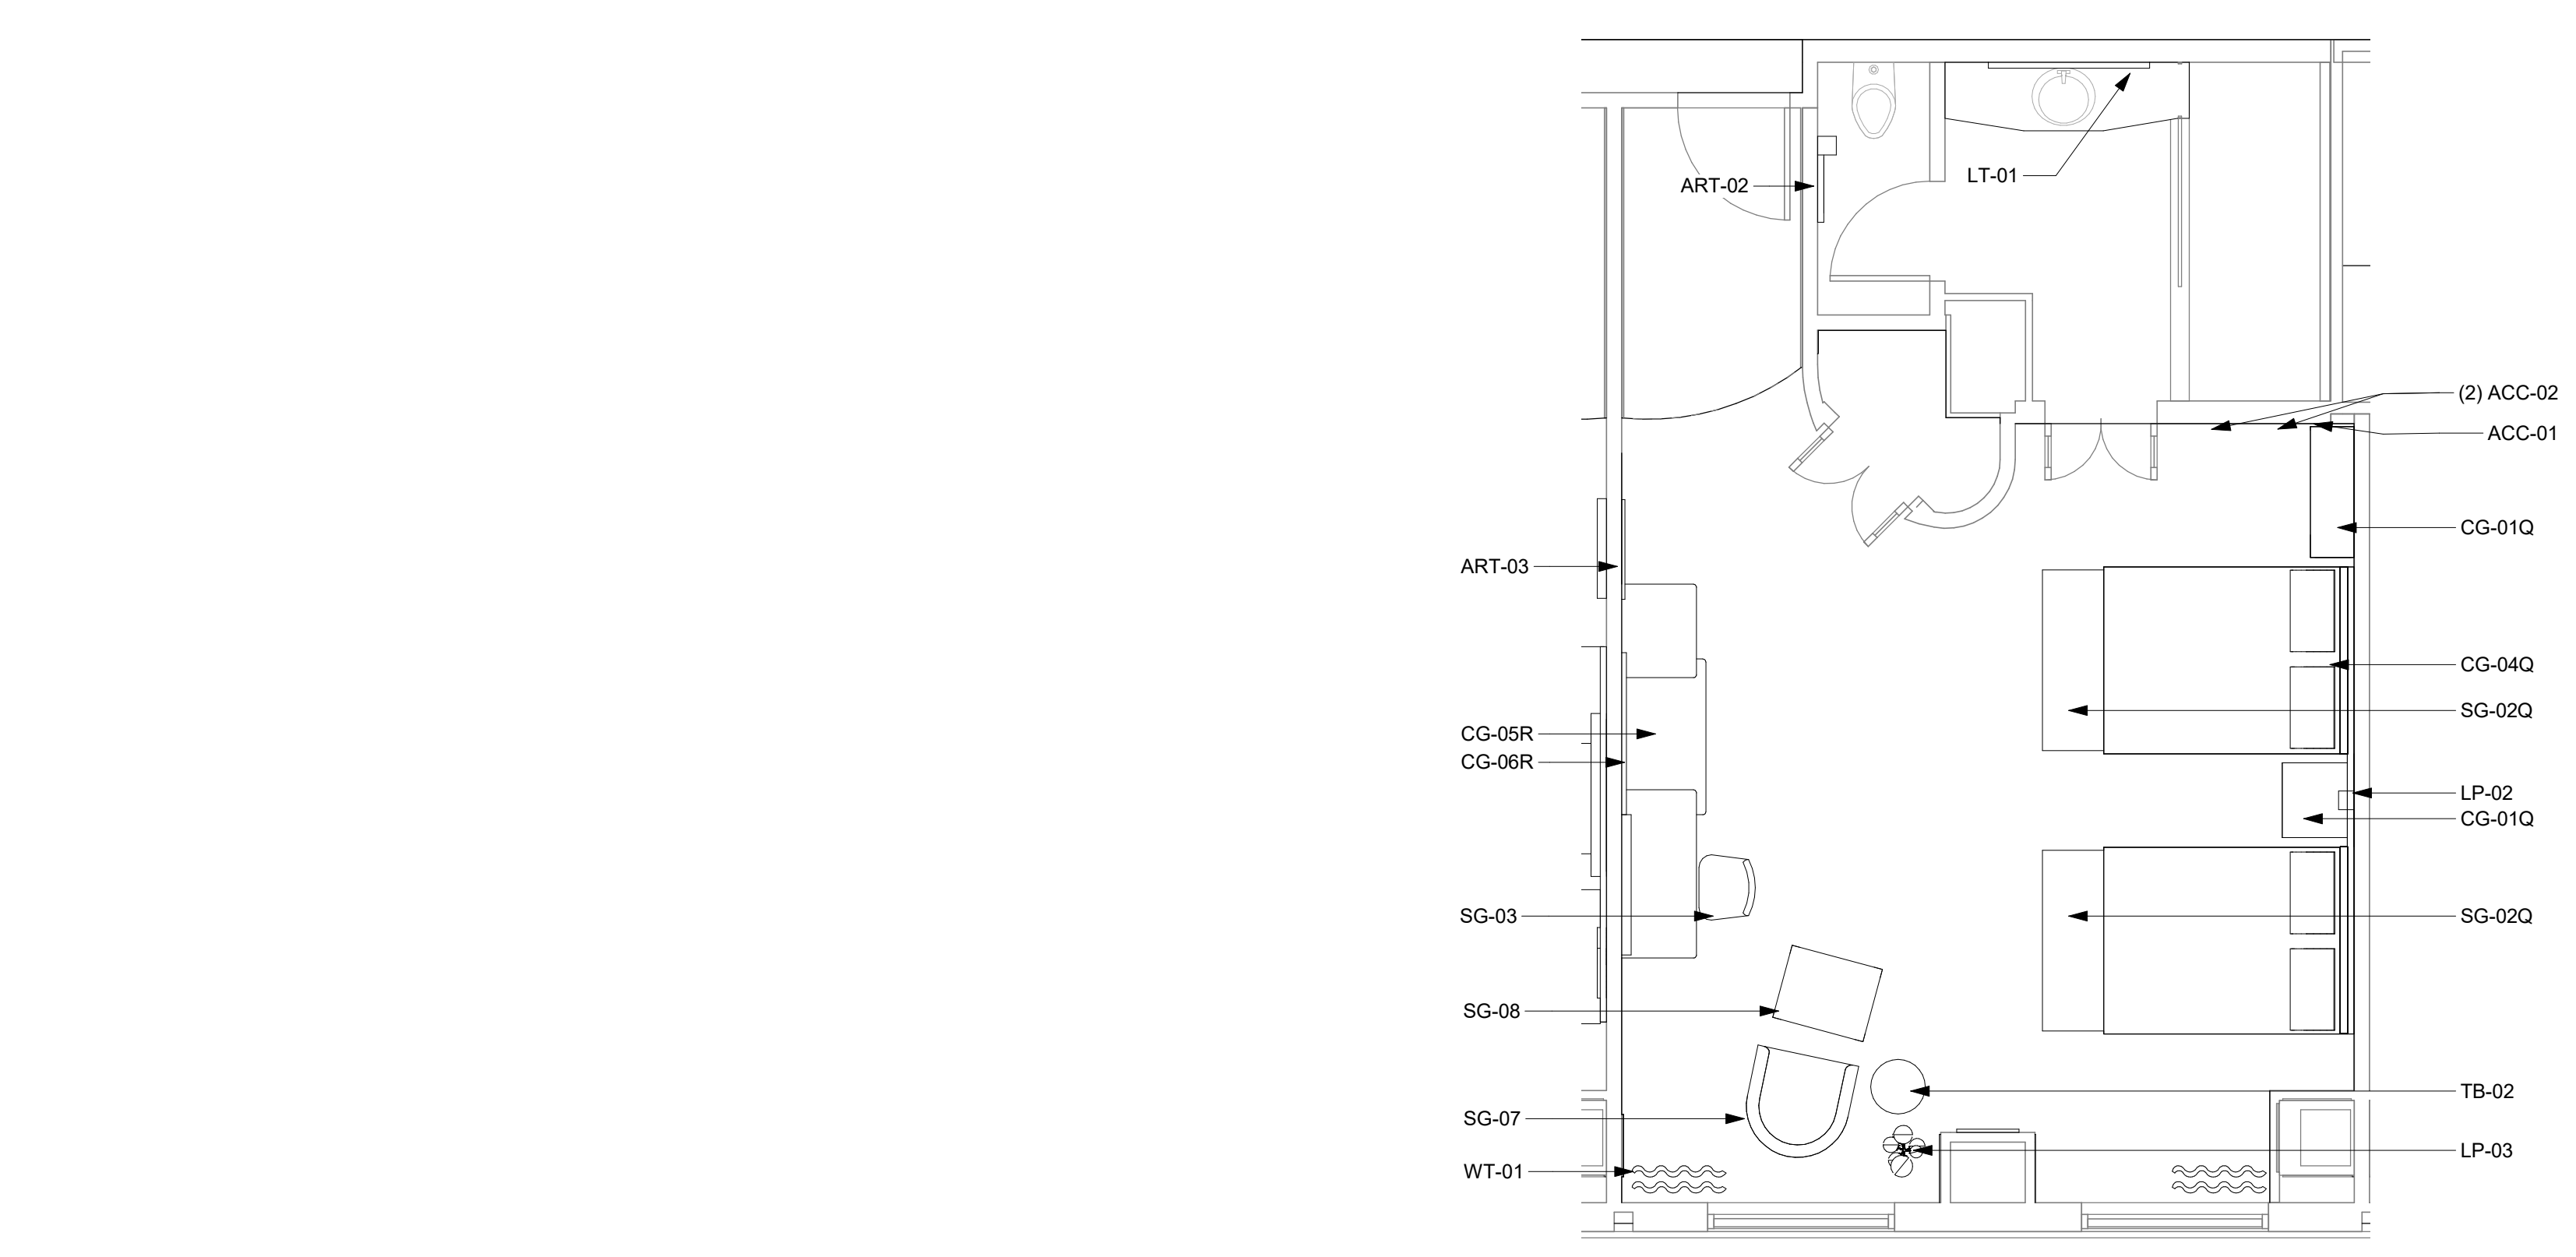 LT-01
ART-02
(2) ACC-02
ACC-01
CG-01Q
ART-03
CG-04Q
SG-02Q
CG-05R
CG-06R
LP-02
CG-01Q
SG-03
SG-02Q
SG-08
TB-02
SG-07
LP-03
WT-01